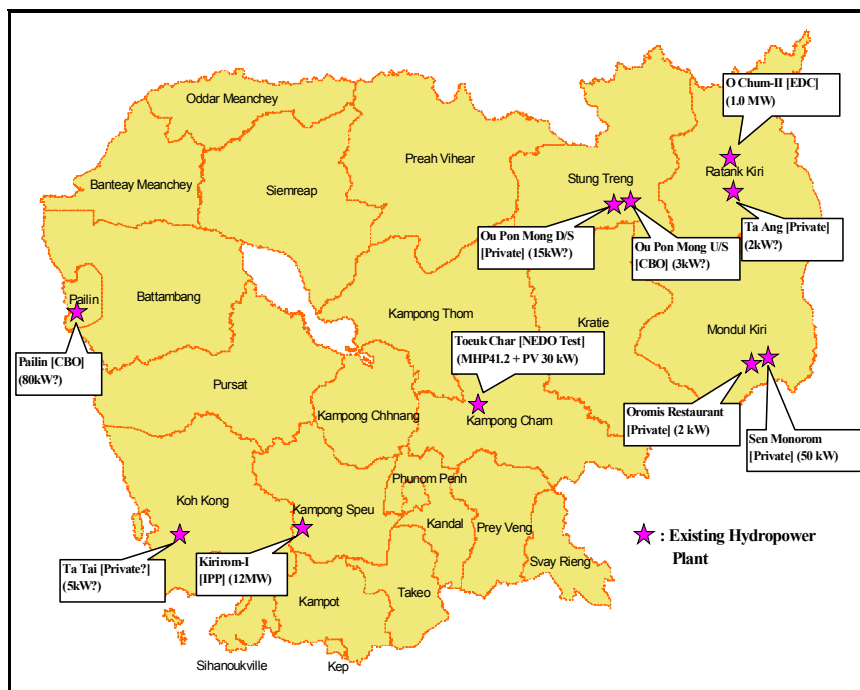 O Chum-II [EDC]
(1.0 MW)
Oddar Meanchey
Preah Vihear
Banteay Meanchey
Siemreap
Stung Treng
Ratank Kiri
Ou Pon Mong D/S
[Private] (15kW?)
Ou Pon Mong U/S
[CBO] (3kW?)
Ta Ang [Private]
(2kW?)
Pailin
Battambang
Kampong Thom
Kratie
Mondul Kiri
Toeuk Char [NEDO Test]
(MHP41.2 + PV 30 kW)
Pailin [CBO]
(80kW?)
Pursat
Kampong Chhnang
Kampong Cham
Oromis Restaurant
[Private] (2 kW)
Sen Monorom
[Private] (50 kW)
Phunom Penh
Koh Kong
Kampong Speu
Kandal
Prey Veng
Svay Rieng
: Existing Hydropower
Plant
Ta Tai [Private?]
(5kW?)
Kirirom-I
[IPP] (12MW)
Kampot
Takeo
Sihanoukville
Kep